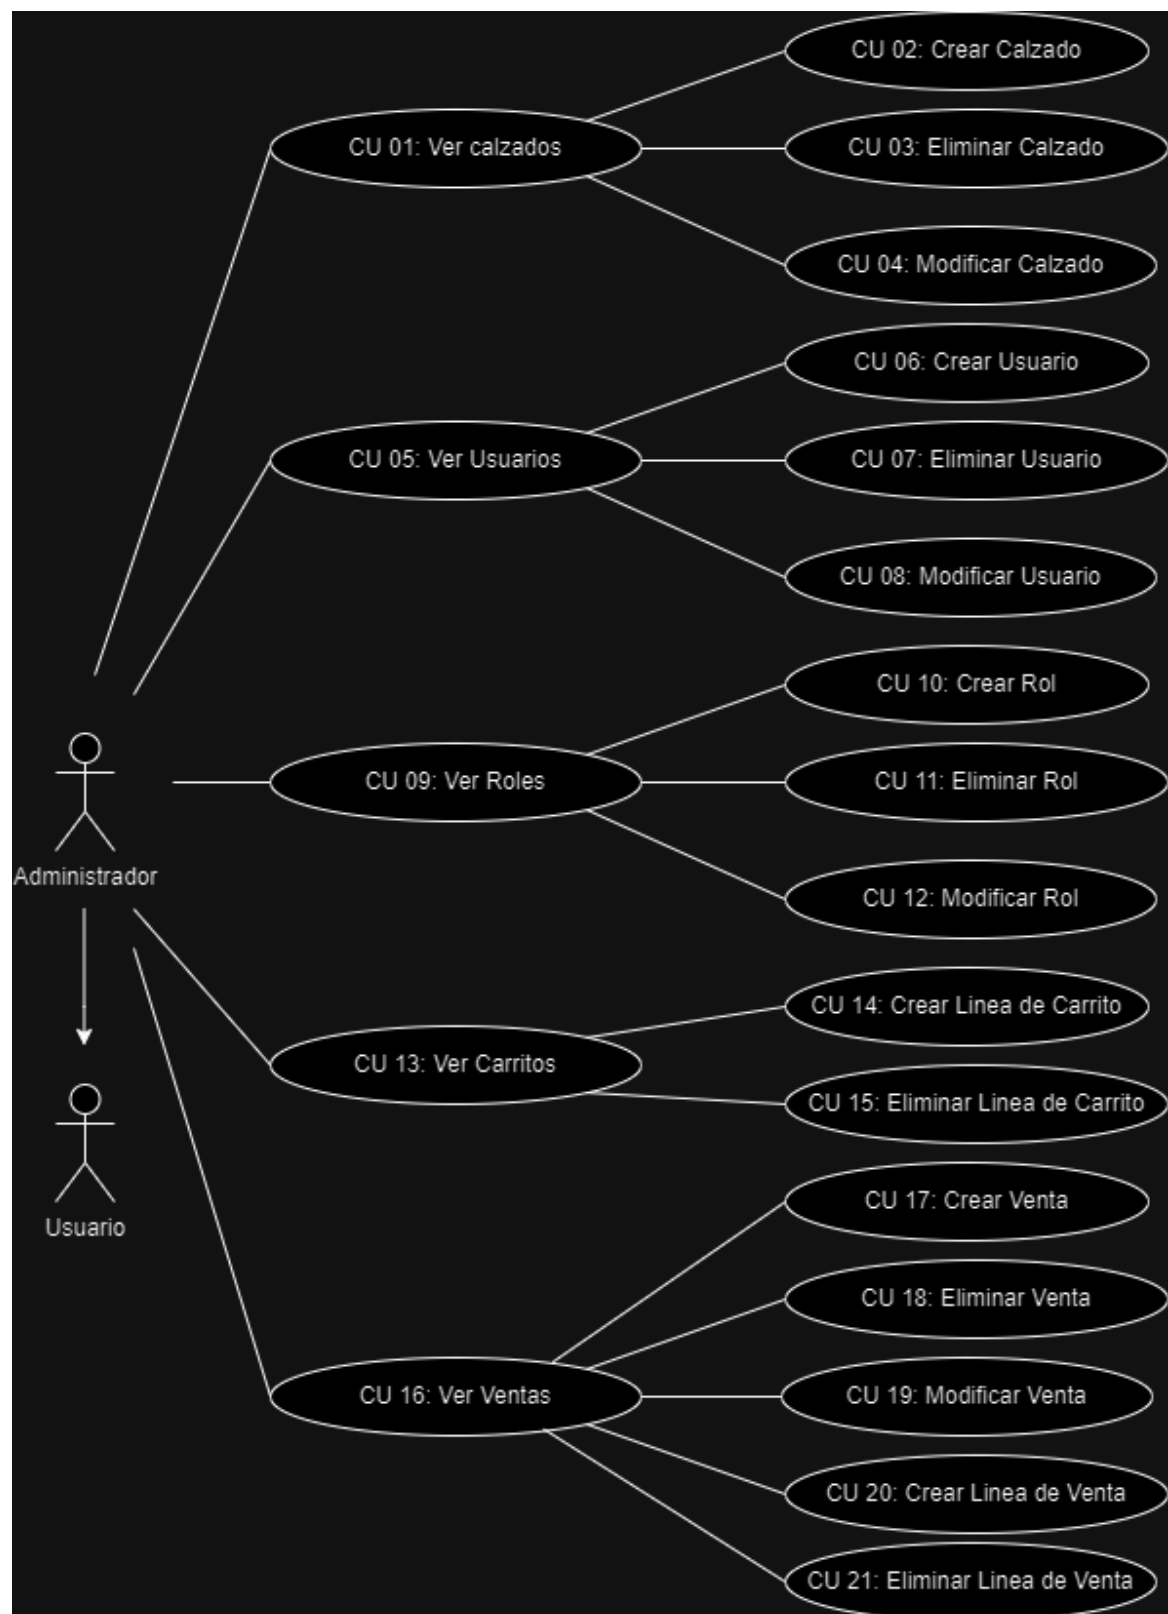 CU 02: Crear Calzado
CU 01: Ver calzados
CU 03: Eliminar Calzado
CU 04: Modificar Calzado
CU 06: Crear Usuario
CU 05: Ver Usuarios
CU 07: Eliminar Usuario
CU 08: Modificar Usuario
CU 10: Crear Rol
CU 09: Ver Roles
CU 11: Eliminar Rol
Administrador
CU 12: Modificar Rol
CU 14: Crear Linea de Carrito
CU 13: Ver Carritos
CU 15: Eliminar Linea de Carrito
Usuario
CU 17: Crear Venta
CU 18: Eliminar Venta
CU 16: Ver Ventas
CU 19: Modificar Venta
CU 20: Crear Linea de Venta
CU 21: Eliminar Linea de Venta